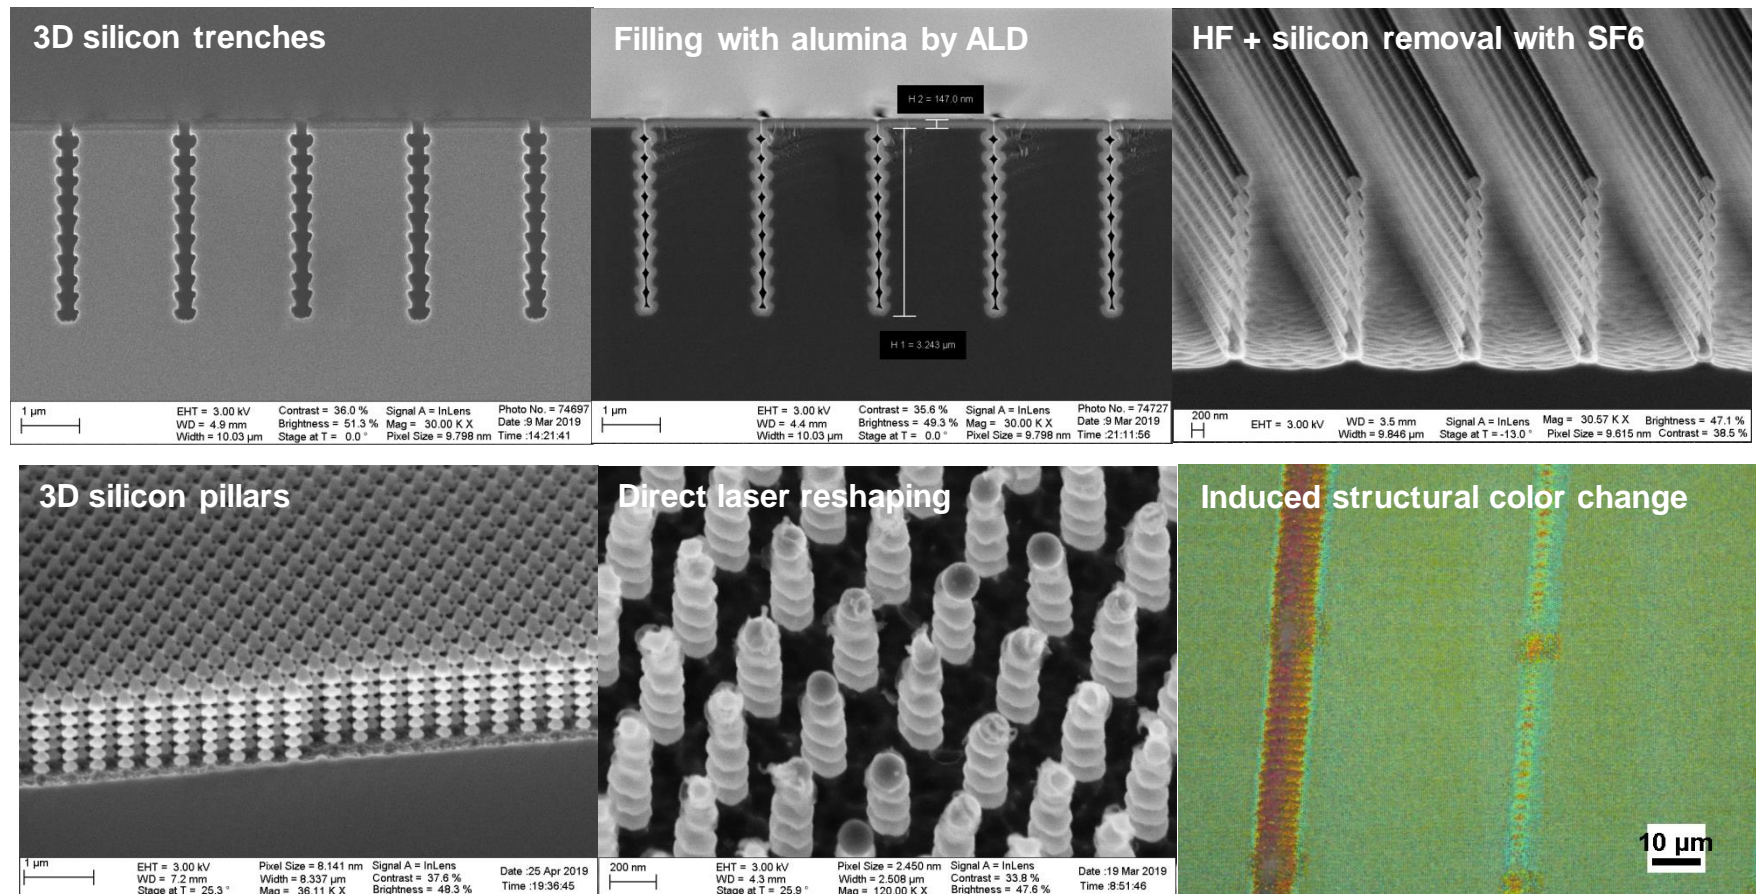 3D silicon trenches
1 µm
EHT = 3.00 kV
WD = 4.9 mm
Width = 10.03 µm
Contrast = 36.0 %
Brightness = 51.3 %
Stage at T = 0.0 °
Signal A = InLens
Mag = 30.00 K X
Pixel Size = 9.798 nm
Photo No. = 74697
Date :9 Mar 2019
Time :14:21:41
Filling with alumina by ALD
H 2 = 147.0 nm
H 1 = 3.243 µm
1 µm
EHT = 3.00 kV
WD = 4.4 mm
Width = 10.03 µm
Contrast = 35.6 %
Brightness = 49.3 %
Stage at T = 0.0 °
Signal A = InLens
Mag = 30.00 K X
Pixel Size = 9.798 nm
Photo No. = 74727
Date :9 Mar 2019
Time :21:11:56
HF + silicon removal with SF6
200 nm
EHT = 3.00 kV
WD = 3.5 mm
Width = 9.846 µm
Signal A = InLens
Stage at T = -13.0 °
Mag = 30.57 K X
Pixel Size = 9.615 nm
Brightness = 47.1 %
Contrast = 38.5 %
3D silicon pillars
1 µm
EHT = 3.00 kV
WD = 7.2 mm
Stage at T = 25.3 °
Pixel Size = 8.141 nm
Width = 8.337 µm
Mag = 36.11 K X
Signal A = InLens
Contrast = 37.6 %
Brightness = 48.3 %
Date :25 Apr 2019
Time :19:36:45
Direct laser reshaping
200 nm
EHT = 3.00 kV
WD = 4.3 mm
Stage at T = 25.9 °
Pixel Size = 2.450 nm
Width = 2.508 µm
Mag = 120.00 K X
Signal A = InLens
Contrast = 33.8 %
Brightness = 47.6 %
Date :19 Mar 2019
Time :8:51:46
Induced structural color change
10 µm